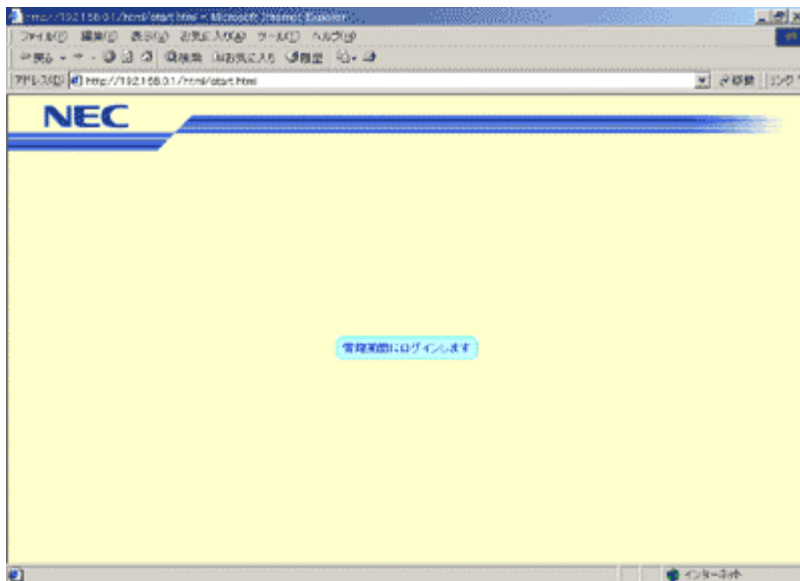 http://192.168.0.1/html/start.html - Microsoft Internet Explorer
ファイル(F) 編集(E) 表示(V) お気に入り(A) ツール(T) ヘルプ(H)
戻る 検索 お気に入り 履歴
アドレス(D) http://192.168.0.1/html/start.html 移動 リンク
NEC
管理画面にログインします
インターネット